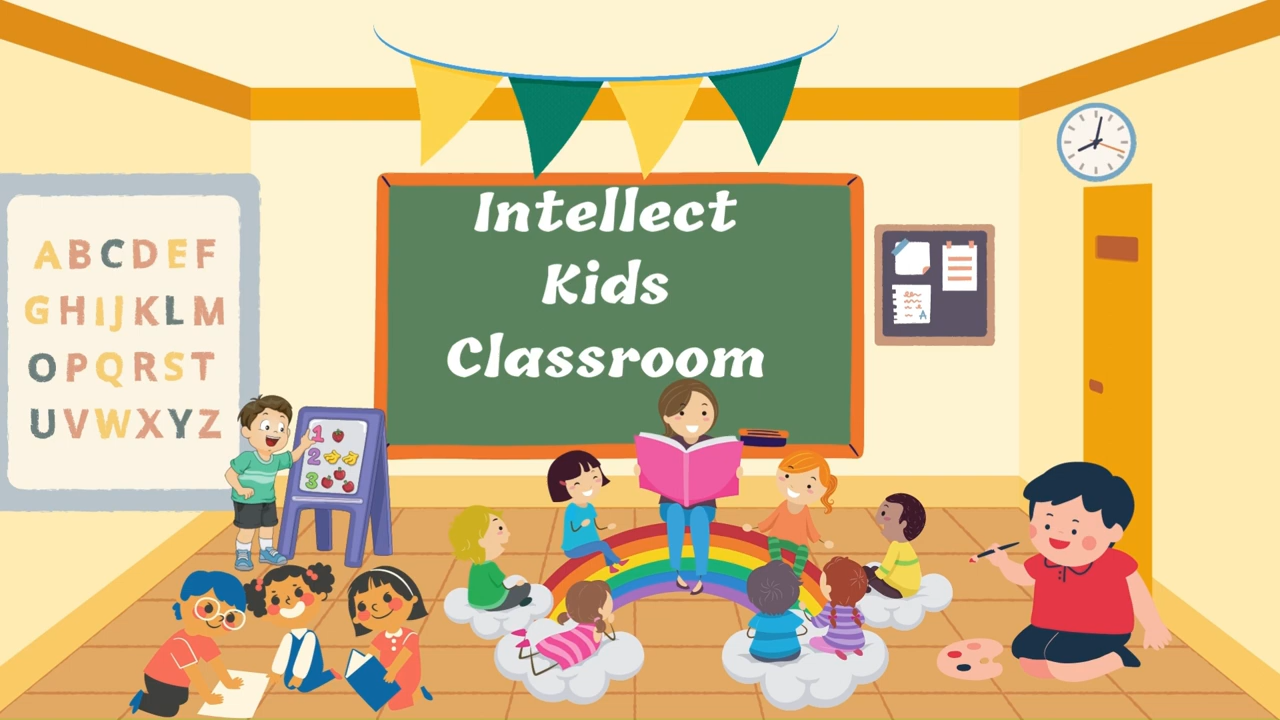 Intellect
Kids
Classroom
ABCDEF
GHIJKLM
OPQRST
UVWXYZ
1
2
3
A